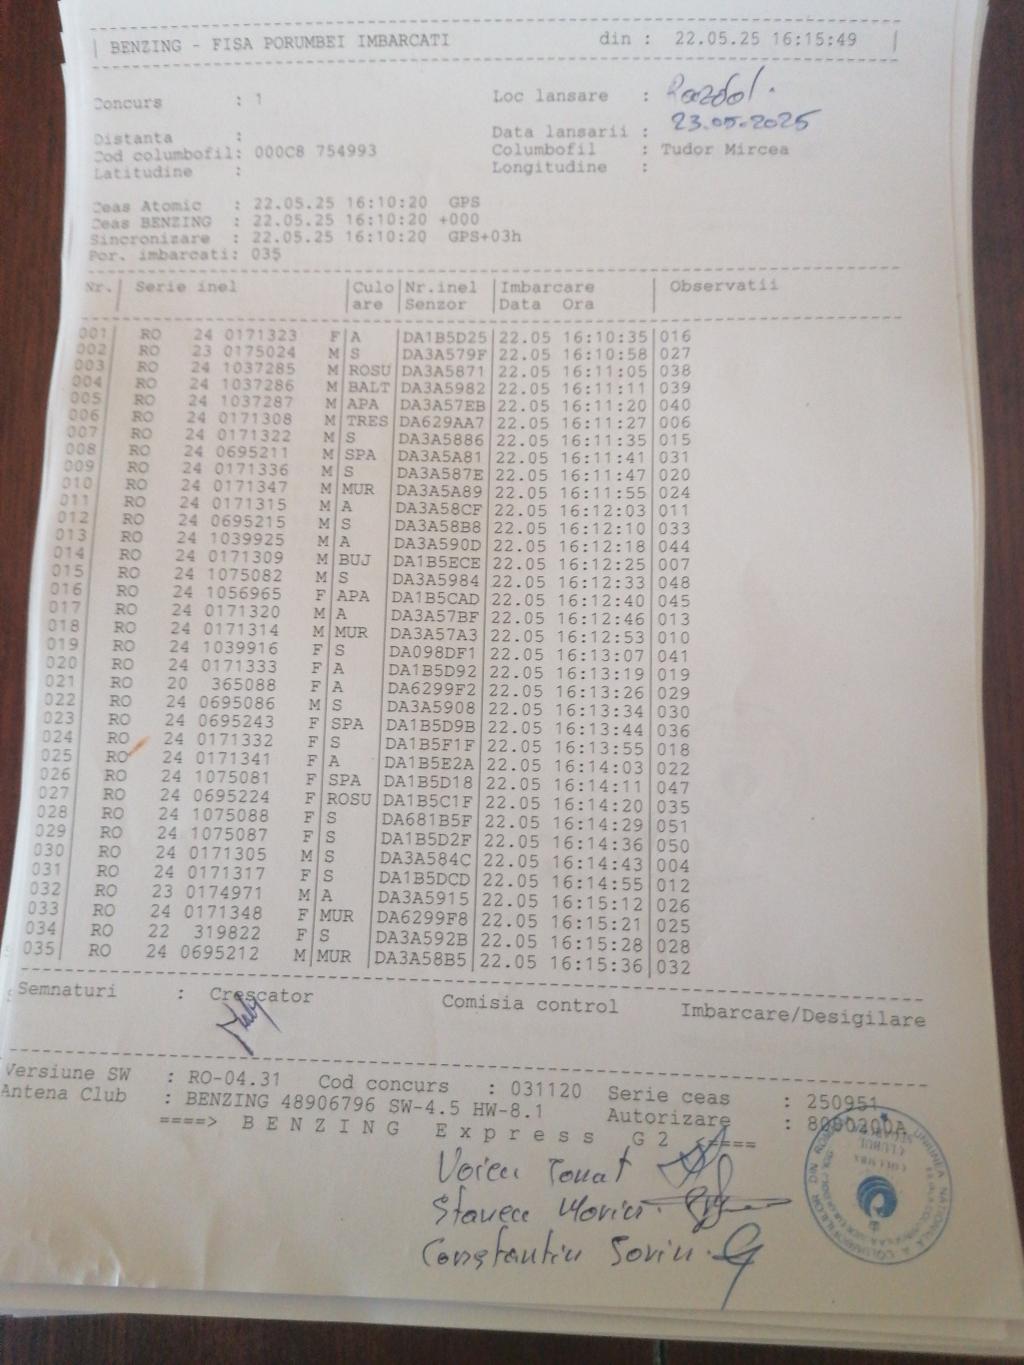 BENZING - FISA PORUMBEI IMBARCATI din : 22.05.25 16:15:49
Concurs : 1 Loc lansare : Razdol.
Distanta : Data lansarii : 23.05.2025
Cod columbofil: 000C8 754993 Columbofil : Tudor Mircea
Latitudine : Longitudine :
Ceas Atomic : 22.05.25 16:10:20 GPS
Ceas BENZING : 22.05.25 16:10:20 +000
Sincronizare : 22.05.25 16:10:20 GPS+03h
Por. imbarcati: 035
Nr. Serie inel Culo Nr.inel Imbarcare Observatii
are Senzor Data Ora
001 RO 24 0171323 F A DA1B5D25 22.05 16:10:35 016
002 RO 23 0175024 M S DA3A579F 22.05 16:10:58 027
003 RO 24 1037285 M ROSU DA3A5871 22.05 16:11:05 038
004 RO 24 1037286 M BALT DA3A5982 22.05 16:11:11 039
005 RO 24 1037287 M APA DA3A57EB 22.05 16:11:20 040
006 RO 24 0171308 M TRES DA629AA7 22.05 16:11:27 006
007 RO 24 0171322 M S DA3A5886 22.05 16:11:35 015
008 RO 24 0695211 M SPA DA3A5A81 22.05 16:11:41 031
009 RO 24 0171336 M S DA3A587E 22.05 16:11:47 020
010 RO 24 0171347 M MUR DA3A5A89 22.05 16:11:55 024
011 RO 24 0171315 M A DA3A58CF 22.05 16:12:03 011
012 RO 24 0695215 M S DA3A58B8 22.05 16:12:10 033
013 RO 24 1039925 M A DA3A590D 22.05 16:12:18 044
014 RO 24 0171309 M BUJ DA1B5ECE 22.05 16:12:25 007
015 RO 24 1075082 M S DA3A5984 22.05 16:12:33 048
016 RO 24 1056965 F APA DA1B5CAD 22.05 16:12:40 045
017 RO 24 0171320 M A DA3A57BF 22.05 16:12:46 013
018 RO 24 0171314 M MUR DA3A57A3 22.05 16:12:53 010
019 RO 24 1039916 F S DA098DF1 22.05 16:13:07 041
020 RO 24 0171333 F A DA1B5D92 22.05 16:13:19 019
021 RO 20 365088 F A DA6299F2 22.05 16:13:26 029
022 RO 24 0695086 M S DA3A5908 22.05 16:13:34 030
023 RO 24 0695243 F SPA DA1B5D9B 22.05 16:13:44 036
024 RO 24 0171332 F S DA1B5F1F 22.05 16:13:55 018
025 RO 24 0171341 F A DA1B5E2A 22.05 16:14:03 022
026 RO 24 1075081 F SPA DA1B5D18 22.05 16:14:11 047
027 RO 24 0695224 F ROSU DA1B5C1F 22.05 16:14:20 035
028 RO 24 1075088 F S DA681B5F 22.05 16:14:29 051
029 RO 24 1075087 F S DA1B5D2F 22.05 16:14:36 050
030 RO 24 0171305 M S DA3A584C 22.05 16:14:43 004
031 RO 24 0171317 F S DA1B5DCD 22.05 16:14:55 012
032 RO 23 0174971 M A DA3A5915 22.05 16:15:12 026
033 RO 24 0171348 F MUR DA6299F8 22.05 16:15:21 025
034 RO 22 319822 F S DA3A592B 22.05 16:15:28 028
035 RO 24 0695212 M MUR DA3A58B5 22.05 16:15:36 032
Semnaturi : Crescator Comisia control Imbarcare/Desigilare
Versiune SW : RO-04.31 Cod concurs : 031120 Serie ceas : 250951
Antena Club : BENZING 48906796 SW-4.5 HW-8.1 Autorizare : 8000200A
====> BENZING Express G2 <====
Voicu Ionat
Stavecu Marin.
Constantin Sorin.